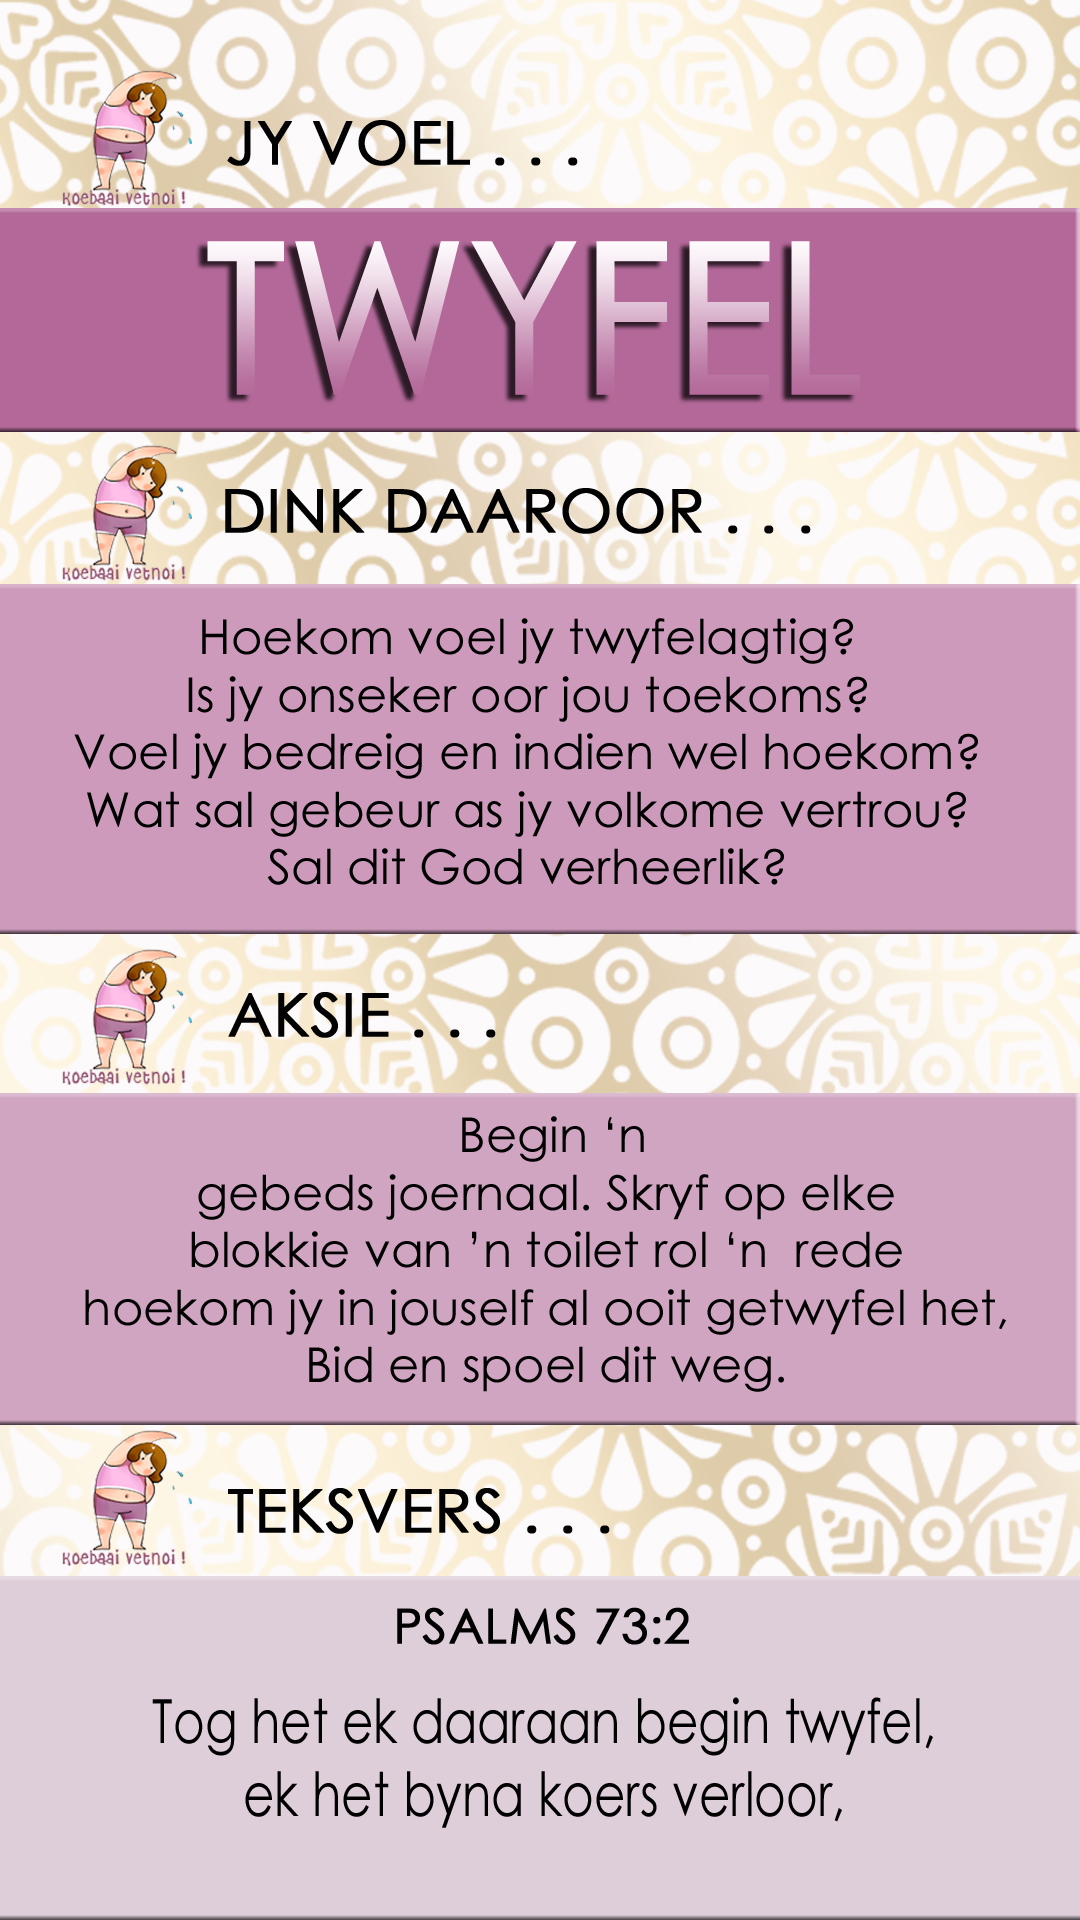 JY VOEL . . .
koebaai vetnoi !
TWYFEL
DINK DAAROOR . . .
koebaai vetnoi !
Hoekom voel jy twyfelagtig?
Is jy onseker oor jou toekoms?
Voel jy bedreig en indien wel hoekom?
Wat sal gebeur as jy volkome vertrou?
Sal dit God verheerlik?
AKSIE . . .
koebaai vetnoi !
Begin ‘n
gebeds joernaal. Skryf op elke
blokkie van ’n toilet rol ‘n  rede
hoekom jy in jouself al ooit getwyfel het,
Bid en spoel dit weg.
TEKSVERS . . .
koebaai vetnoi !
PSALMS 73:2
Tog het ek daaraan begin twyfel,
ek het byna koers verloor,